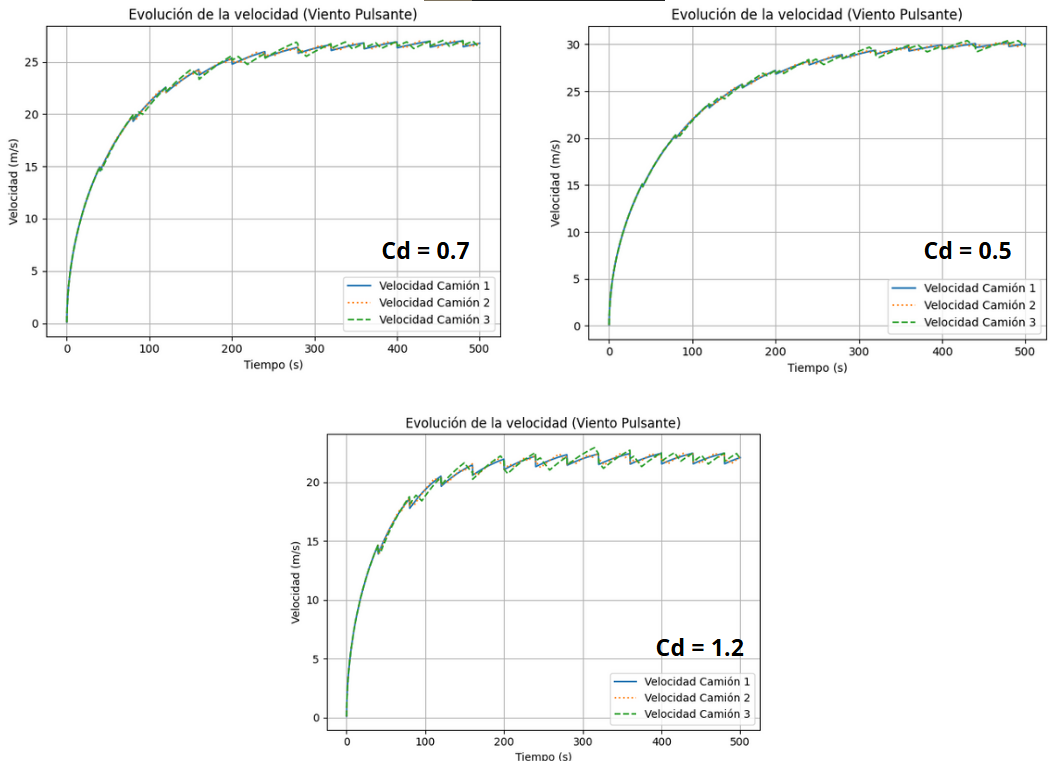 Evolución de la velocidad (Viento Pulsante)
Velocidad (m/s)
25
20
15
10
5
0
Cd = 0.7
Velocidad Camión 1
Velocidad Camión 2
Velocidad Camión 3
0 100 200 300 400 500
Tiempo (s)
Evolución de la velocidad (Viento Pulsante)
Velocidad (m/s)
30
25
20
15
10
5
0
Cd = 0.5
Velocidad Camión 1
Velocidad Camión 2
Velocidad Camión 3
0 100 200 300 400 500
Tiempo (s)
Evolución de la velocidad (Viento Pulsante)
Velocidad (m/s)
20
15
10
5
0
Cd = 1.2
Velocidad Camión 1
Velocidad Camión 2
Velocidad Camión 3
0 100 200 300 400 500
Tiempo (s)